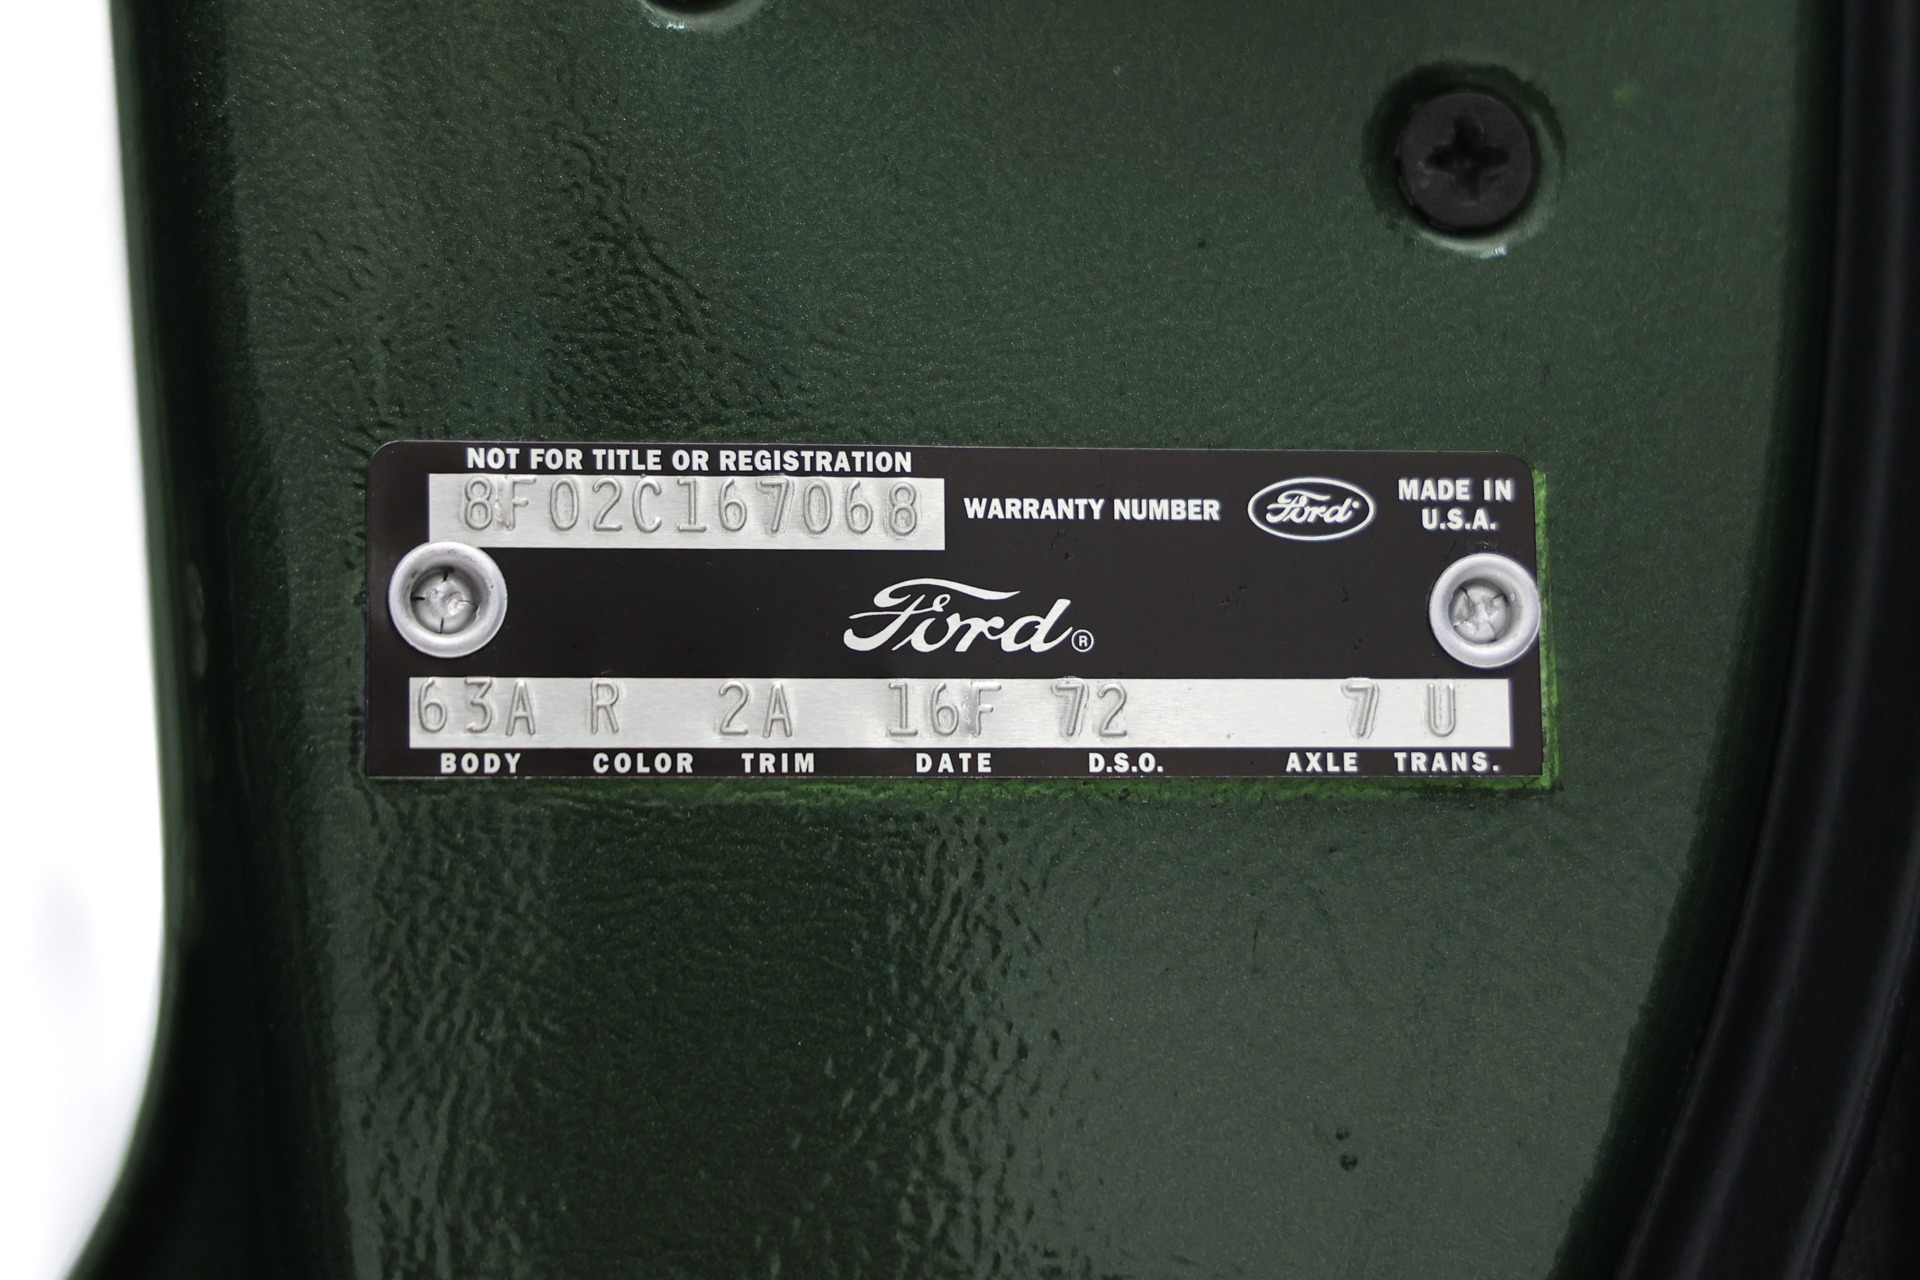 NOT FOR TITLE OR REGISTRATION
8F02C167068 WARRANTY NUMBER Ford MADE IN
U.S.A.
Ford®
63A R 2A 16F 72 7 U
BODY COLOR TRIM DATE D.S.O. AXLE TRANS.